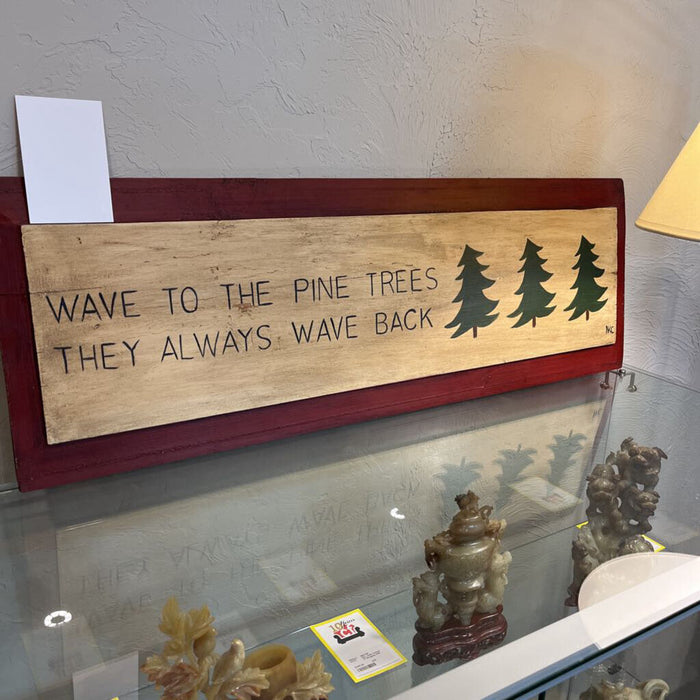 WAVE TO THE PINE TREES
THEY ALWAYS WAVE BACK